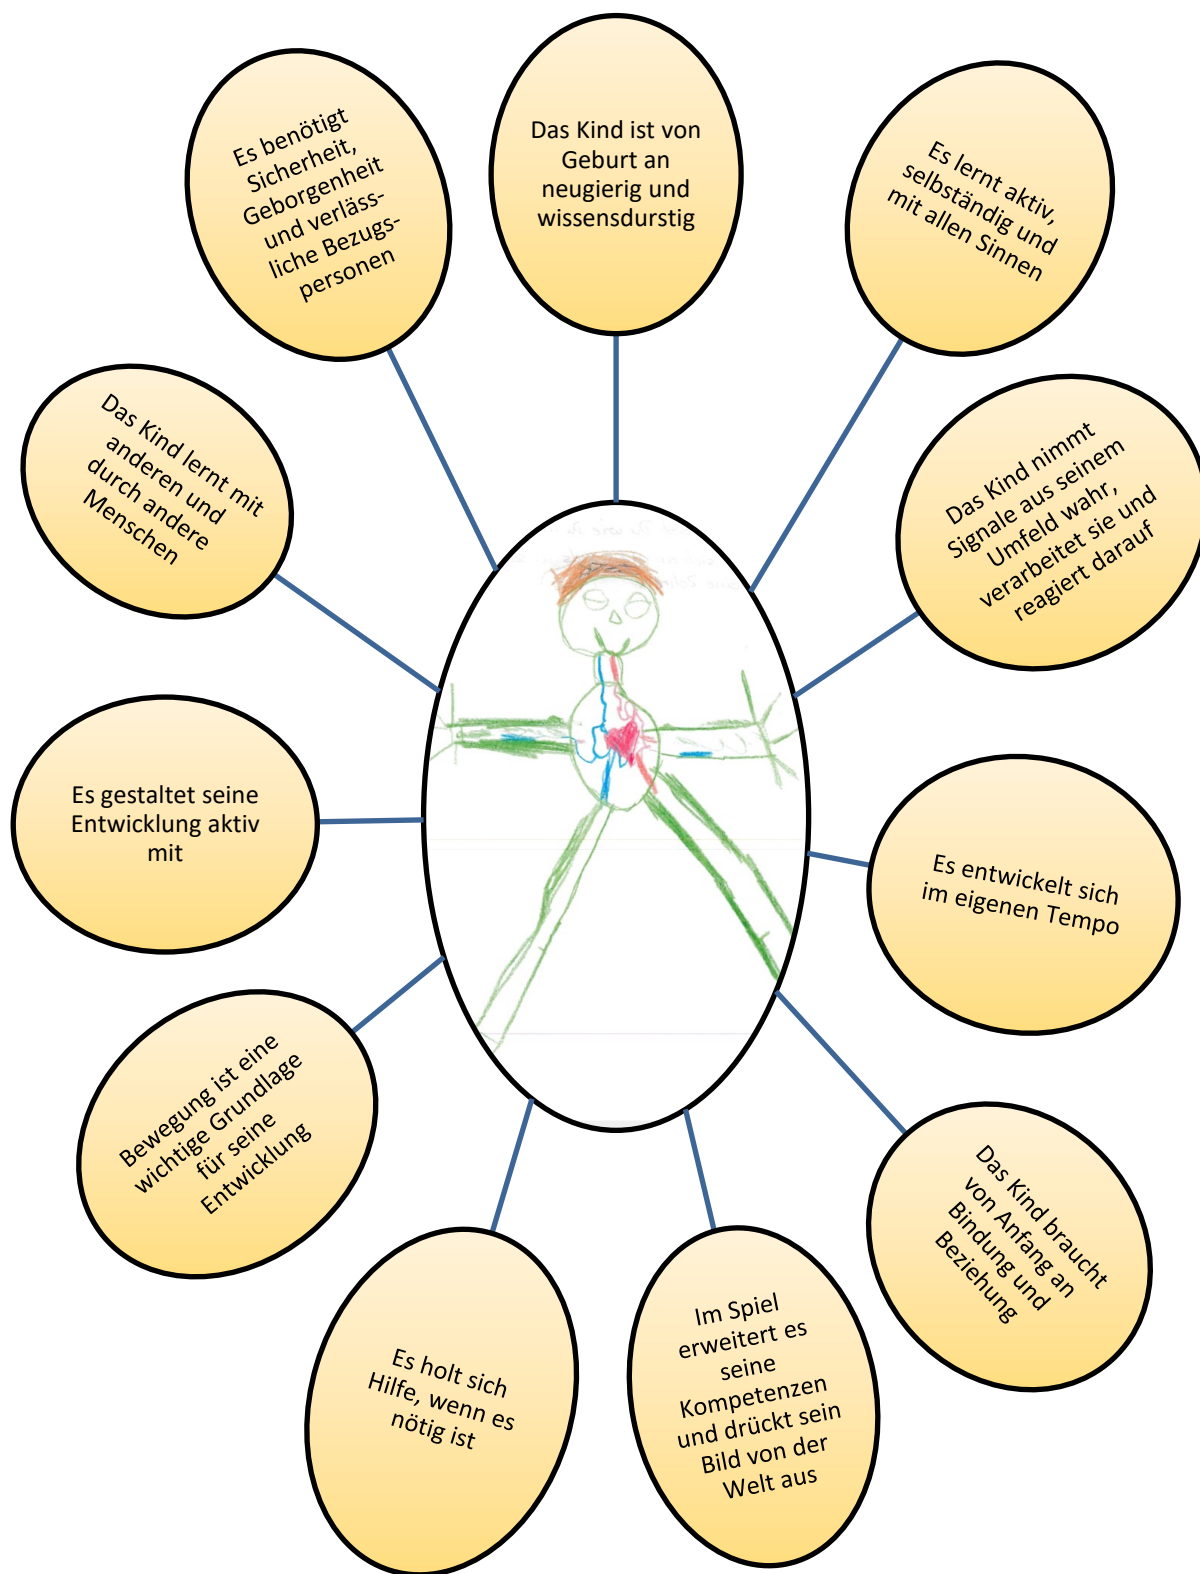 Das Kind ist von
Geburt an
neugierig und
wissensdurstig
Es lernt aktiv,
selbständig und
mit allen Sinnen
Das Kind nimmt
Signale aus seinem
Umfeld wahr,
verarbeitet sie und
reagiert darauf
Es entwickelt sich
im eigenen Tempo
Das Kind braucht
von Anfang an
Bindung und
Beziehung
Im Spiel
erweitert es
seine
Kompetenzen
und drückt sein
Bild von der
Welt aus
Es holt sich
Hilfe, wenn es
nötig ist
Bewegung ist eine
wichtige Grundlage
für seine
Entwicklung
Es gestaltet seine
Entwicklung aktiv
mit
Das Kind lernt mit
anderen und
durch andere
Menschen
Es benötigt
Sicherheit,
Geborgenheit
und verläss-
liche Bezugs-
personen